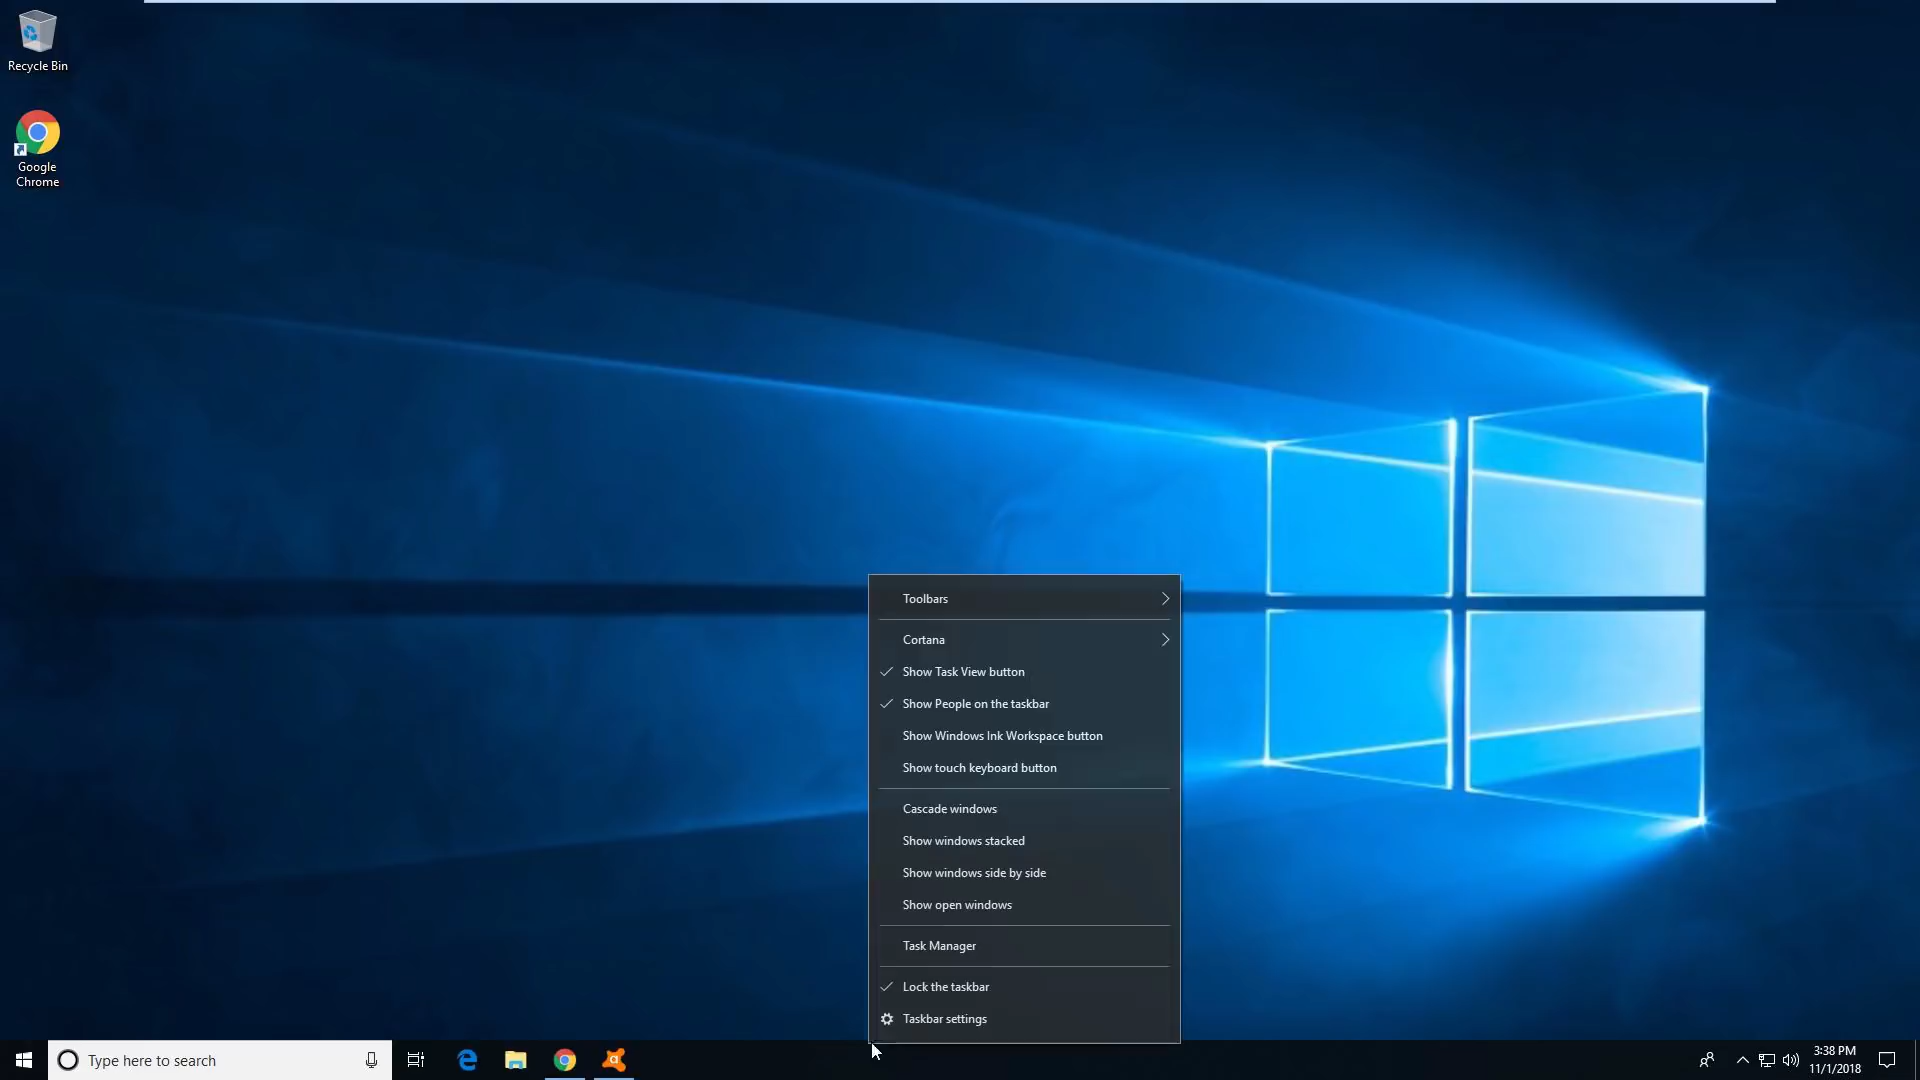 Recycle Bin
Google
Chrome
Toolbars
Cortana
Show Task View button
Show People on the taskbar
Show Windows Ink Workspace button
Show touch keyboard button
Cascade windows
Show windows stacked
Show windows side by side
Show open windows
Task Manager
Lock the taskbar
Taskbar settings
Type here to search
3:38 PM
11/1/2018